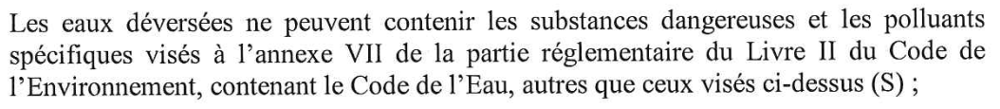 Les eaux déversées ne peuvent contenir les substances dangereuses et les polluants
spécifiques visés à l'annexe VII de la partie réglementaire du Livre II du Code de
l'Environnement, contenant le Code de l'Eau, autres que ceux visés ci-dessus (S) ;